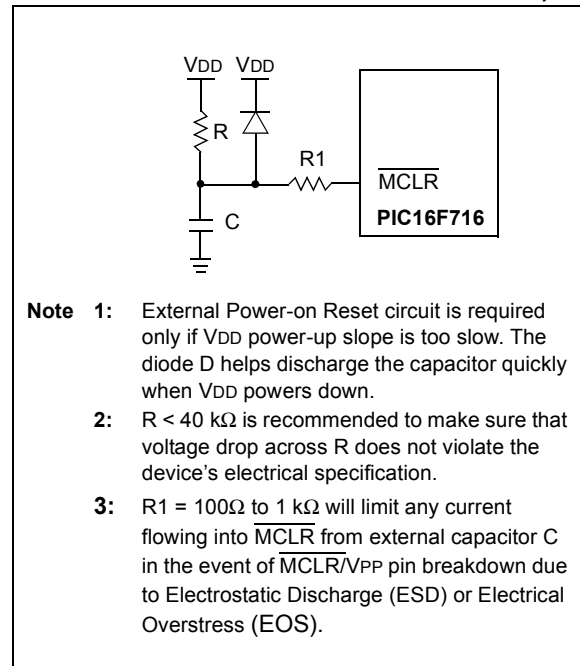 VDD VDD
R
R1
MCLR
PIC16F716
C
Note 1: External Power-on Reset circuit is required
only if VDD power-up slope is too slow. The
diode D helps discharge the capacitor quickly
when VDD powers down.
2: R < 40 kΩ is recommended to make sure that
voltage drop across R does not violate the
device's electrical specification.
3: R1 = 100Ω to 1 kΩ will limit any current
flowing into MCLR from external capacitor C
in the event of MCLR/VPP pin breakdown due
to Electrostatic Discharge (ESD) or Electrical
Overstress (EOS).